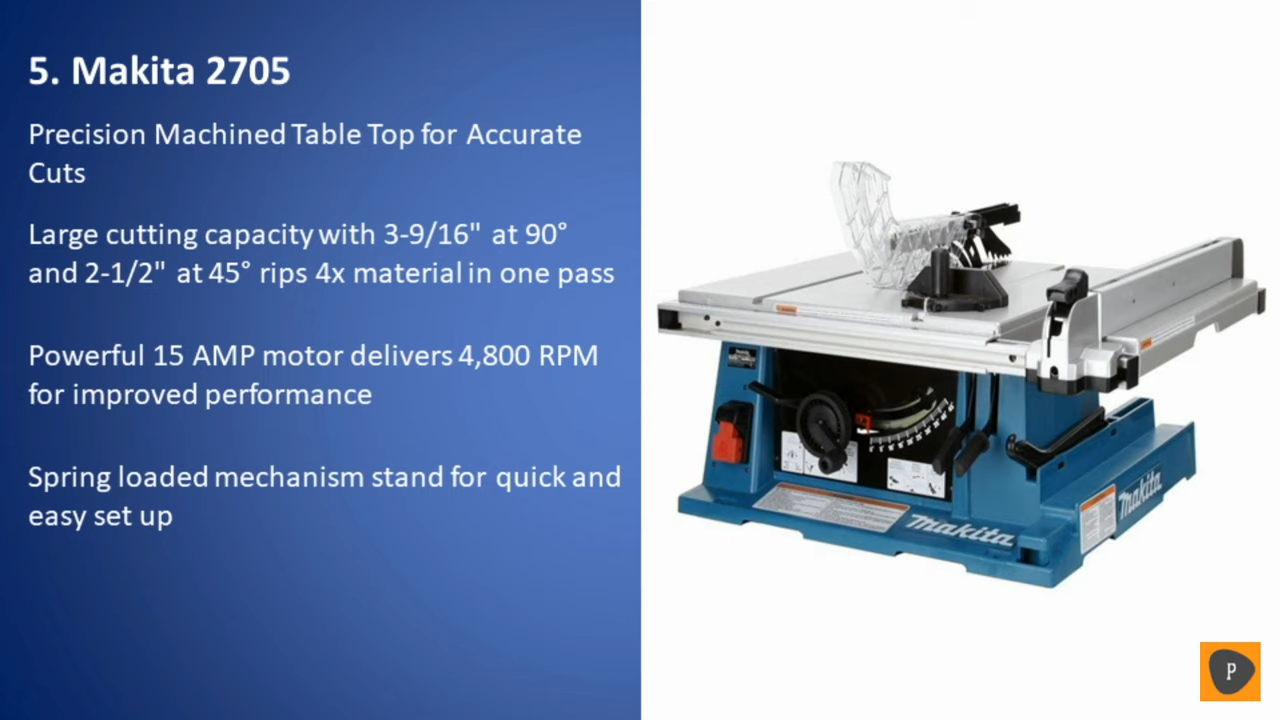 5. Makita 2705
Precision Machined Table Top for Accurate
Cuts
Large cutting capacity with 3-9/16" at 90°
and 2-1/2" at 45° rips 4x material in one pass
Powerful 15 AMP motor delivers 4,800 RPM
for improved performance
Spring loaded mechanism stand for quick and
easy set up
Makita
Makita
P